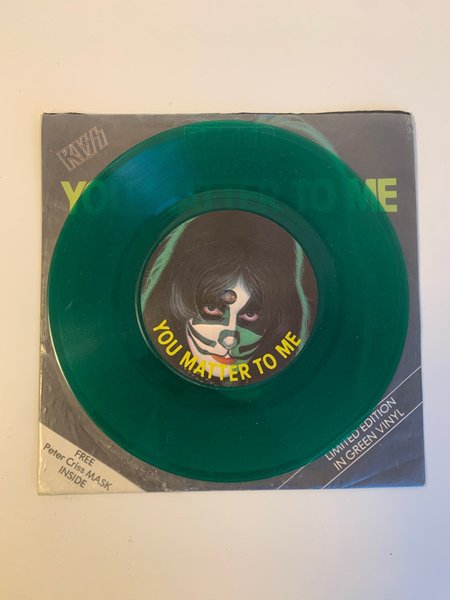 KISS
YOU MATTER TO ME
YOU MATTER TO ME
FREE
Peter Criss MASK
INSIDE
LIMITED EDITION
IN GREEN VINYL